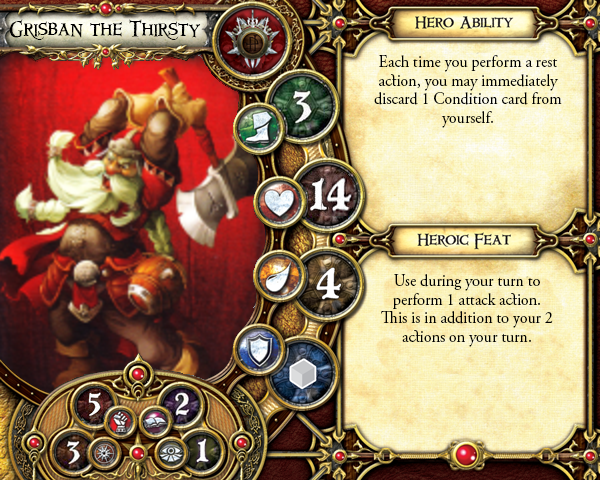 Grisban the Thirsty
3
14
4
5
2
3
1
Hero Ability
Each time you perform a rest
action, you may immediately
discard 1 Condition card from
yourself.
Heroic Feat
Use during your turn to
perform 1 attack action.
This is in addition to your 2
actions on your turn.